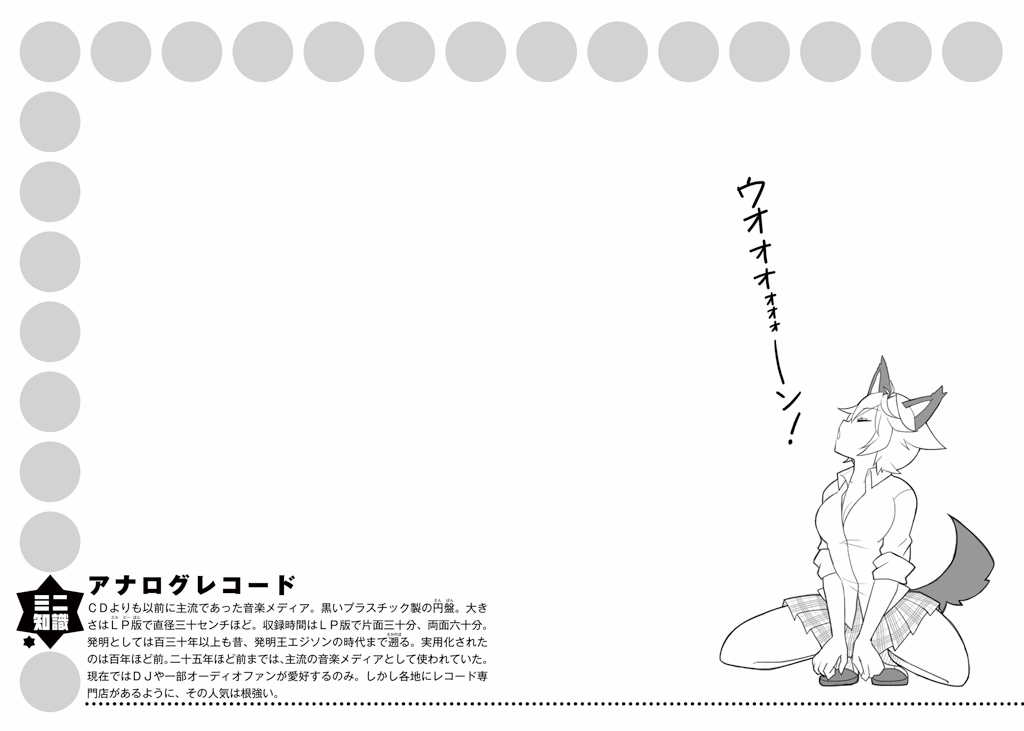 ウオオオォォォーン!
ミニ
知識
アナログレコード
CDよりも以前に主流であった音楽メディア。黒いプラスチック製の円盤。大き
さはLP版で直径三十センチほど。収録時間はLP版で片面三十分、両面六十分。
発明としては百三十年以上も昔、発明王エジソンの時代まで遡る。実用化された
のは百年ほど前。二十五年ほど前までは、主流の音楽メディアとして使われていた。
現在ではDJや一部オーディオファンが愛好するのみ。しかし各地にレコード専
門店があるように、その人気は根強い。